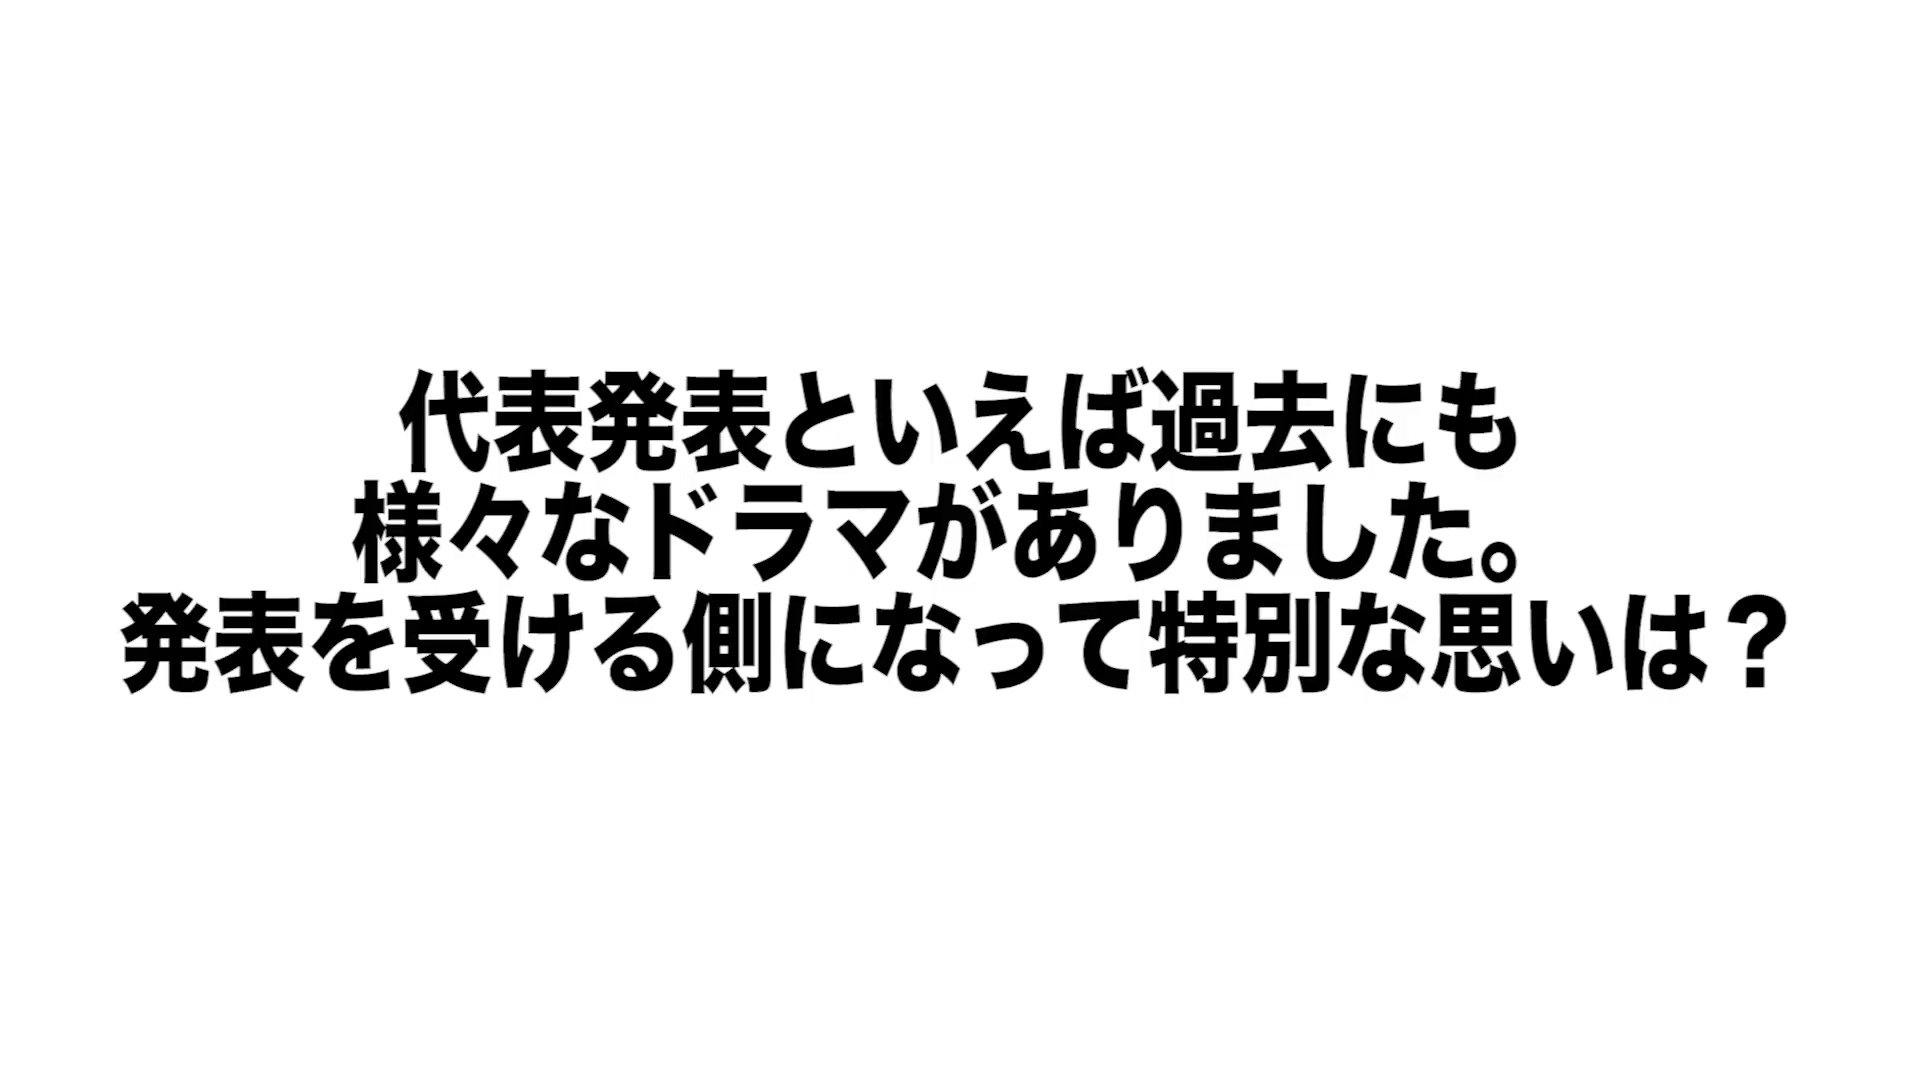 代表発表といえば過去にも
様々なドラマがありました。
発表を受ける側になって特別な思いは？